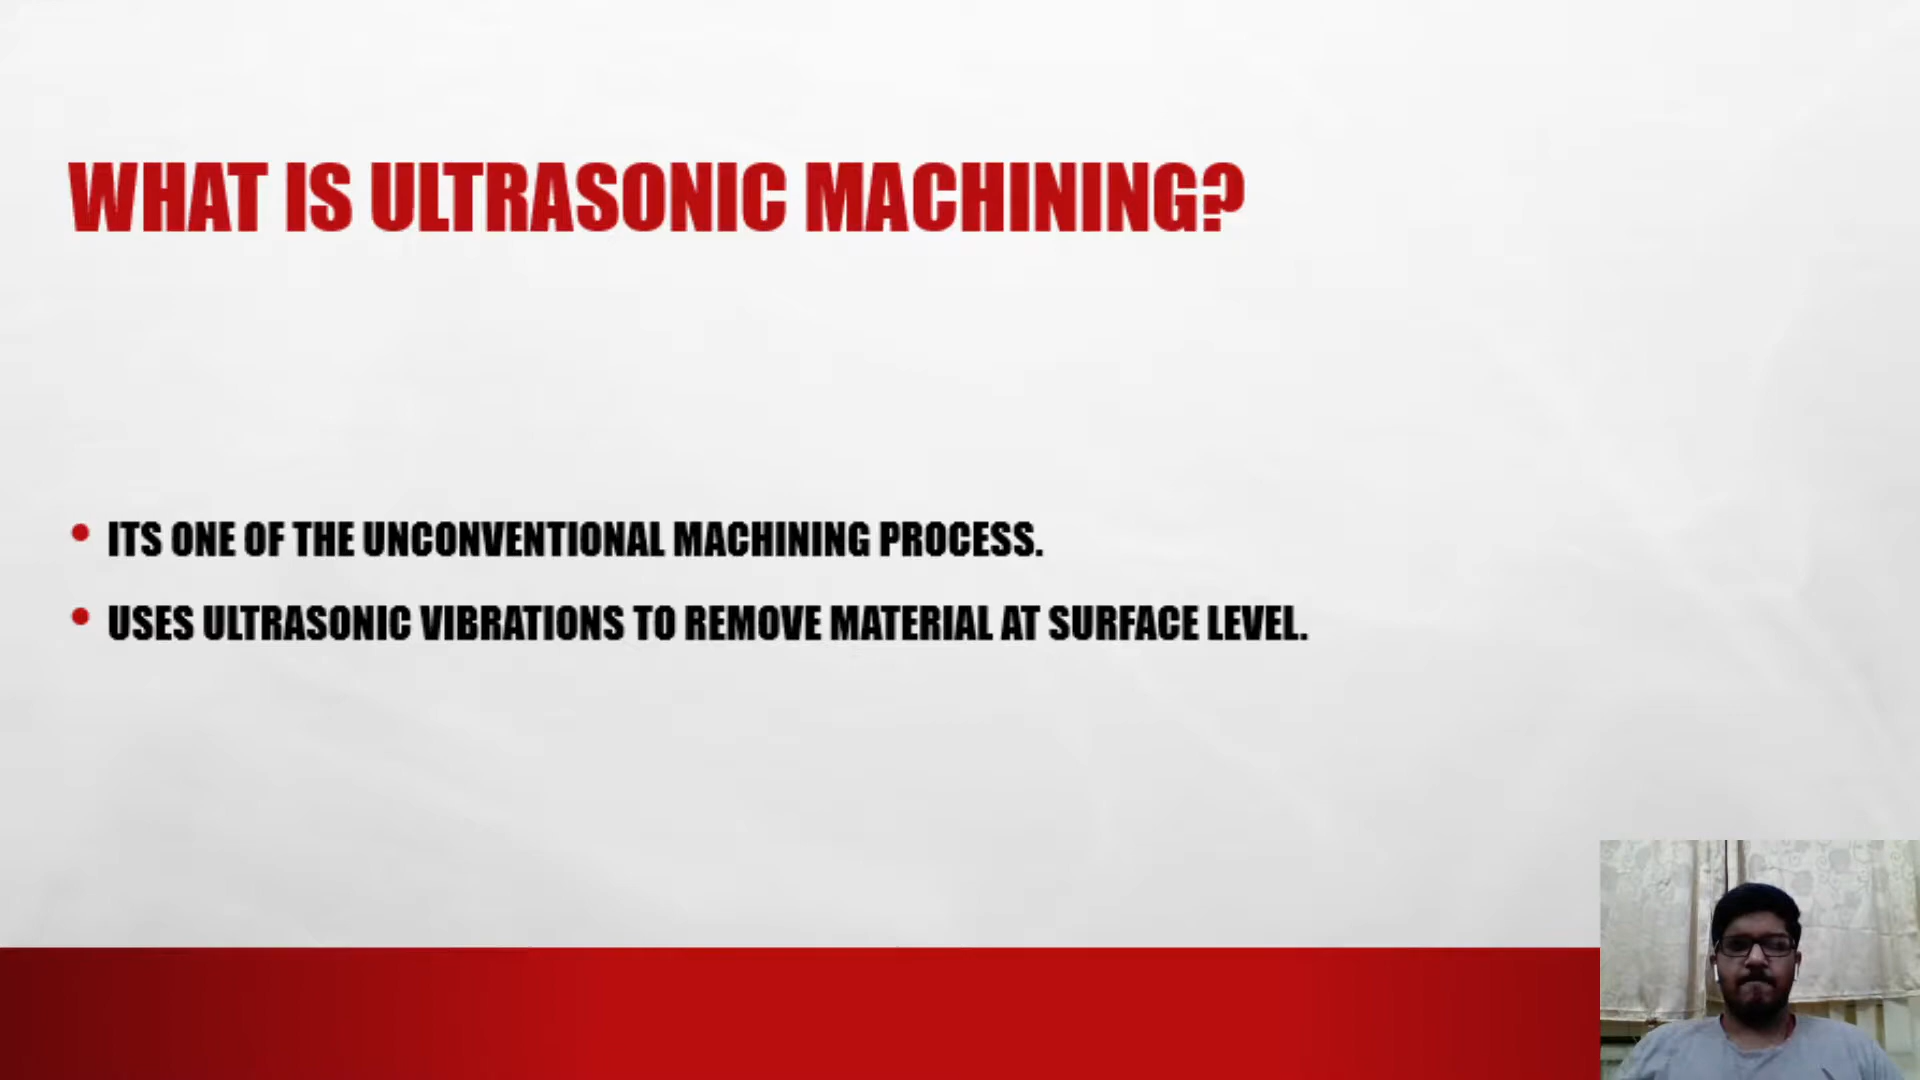 WHAT IS ULTRASONIC MACHINING?
• ITS ONE OF THE UNCONVENTIONAL MACHINING PROCESS.
• USES ULTRASONIC VIBRATIONS TO REMOVE MATERIAL AT SURFACE LEVEL.